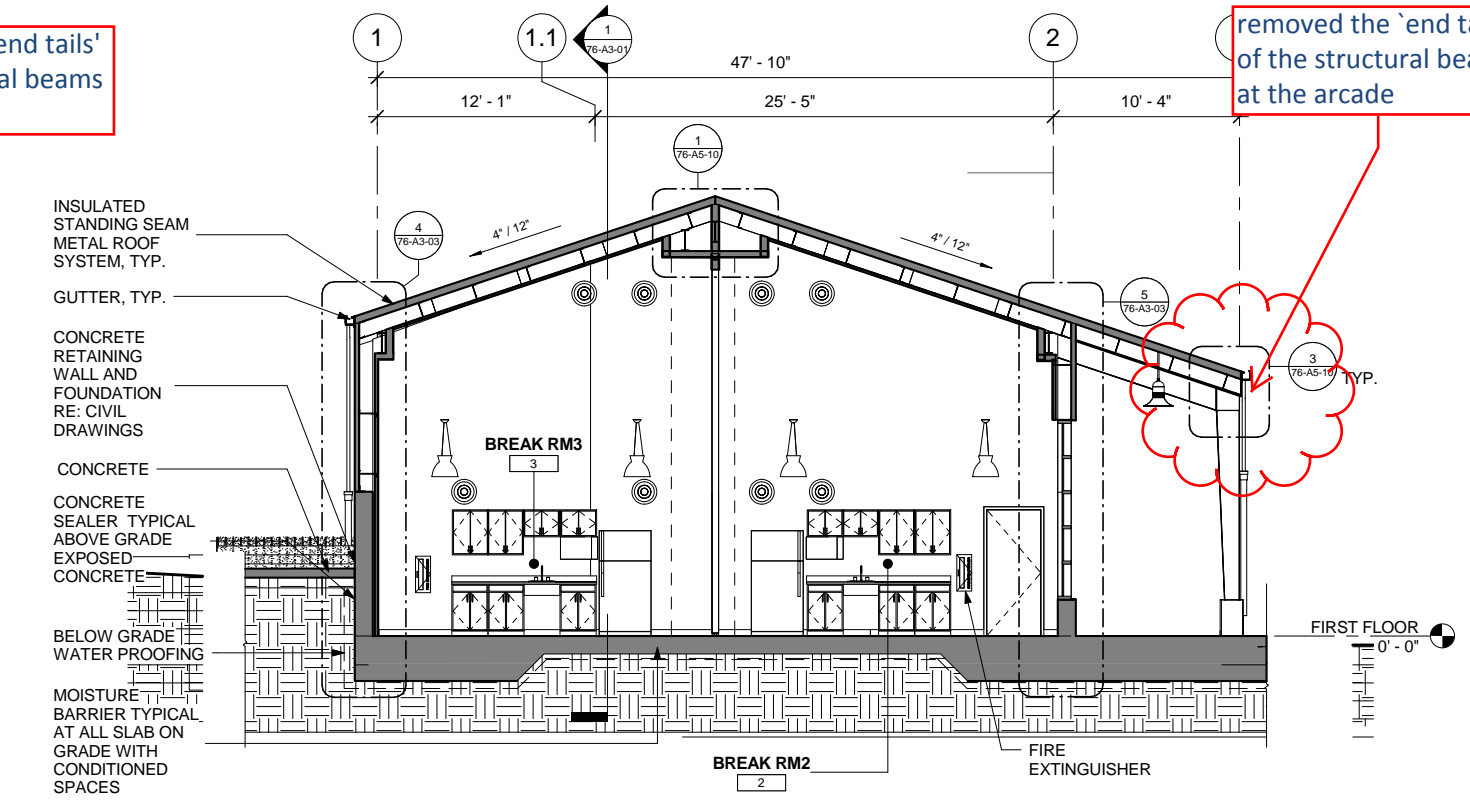 end tails'
al beams
1
1.1
1
76-A3-01
2
removed the `end
of the structural
at the arcade
47' - 10"
12' - 1"
25' - 5"
10' - 4"
1
76-A5-10
INSULATED
STANDING SEAM
METAL ROOF
SYSTEM, TYP.
4
76-A3-03
4" / 12"
4" / 12"
GUTTER, TYP.
5
76-A3-03
CONCRETE
RETAINING
WALL AND
FOUNDATION
RE: CIVIL
DRAWINGS
3
76-A5-10
TYP.
BREAK RM3
3
CONCRETE
CONCRETE
SEALER TYPICAL
ABOVE GRADE
EXPOSED
CONCRETE
BELOW GRADE
WATER PROOFING
FIRST FLOOR
0' - 0"
MOISTURE
BARRIER TYPICAL
AT ALL SLAB ON
GRADE WITH
CONDITIONED
SPACES
BREAK RM2
2
FIRE
EXTINGUISHER